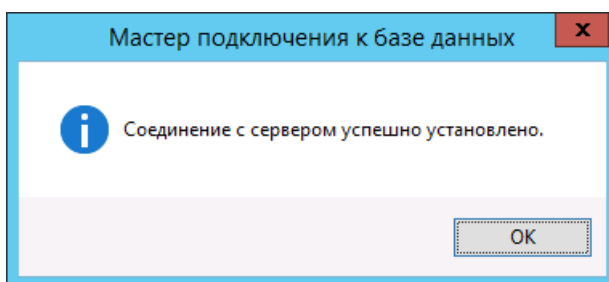 Мастер подключения к базе данных
x
Соединение с сервером успешно установлено.
OK